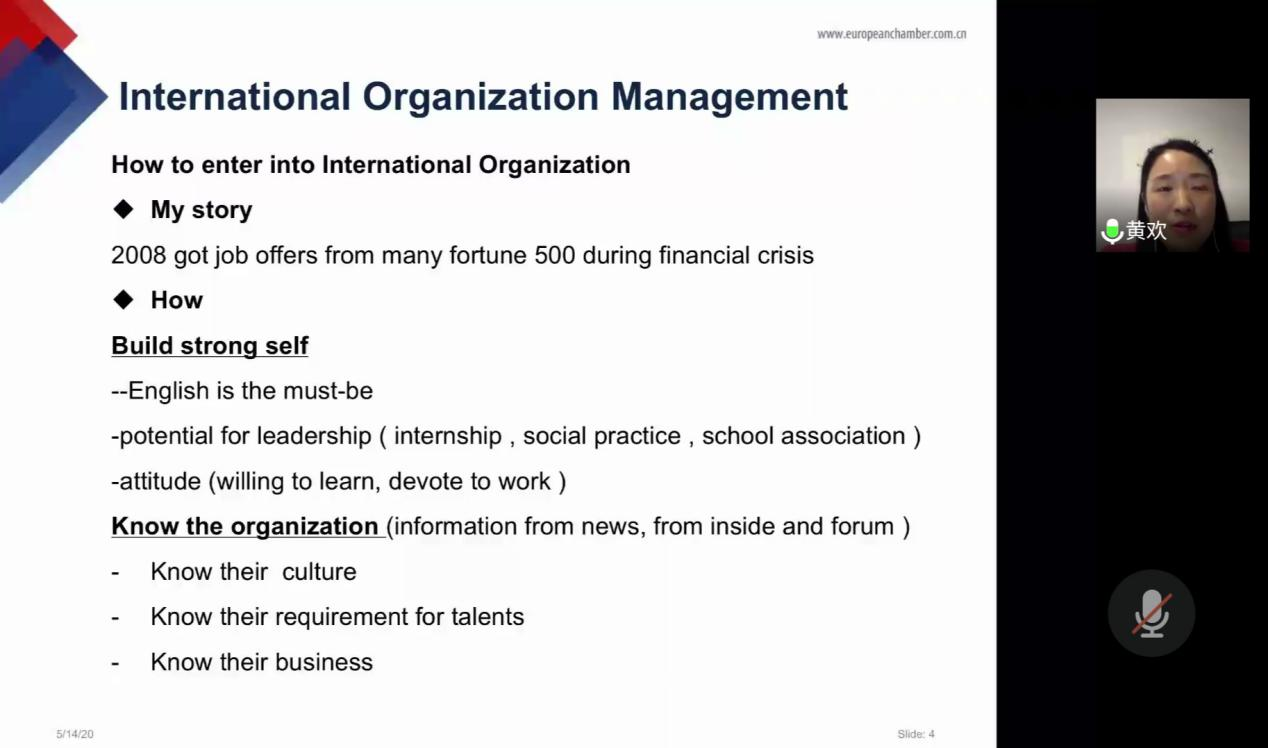 www.europeanchamber.com.cn
International Organization Management
How to enter into International Organization
◆ My story
2008 got job offers from many fortune 500 during financial crisis
◆ How
Build strong self
--English is the must-be
-potential for leadership ( internship , social practice , school association )
-attitude (willing to learn, devote to work )
Know the organization (information from news, from inside and forum )
- Know their culture
- Know their requirement for talents
- Know their business
5/14/20
Slide: 4
黄欢